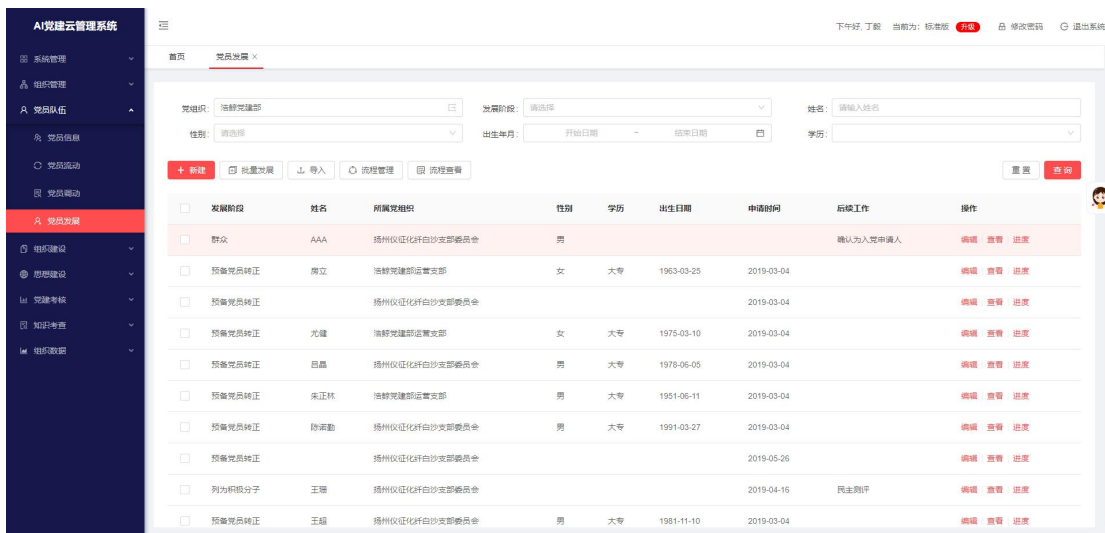 AI党建云管理系统
下午好, 丁毅 当前为: 标准版 升级 修改密码 退出系统
系统管理
组织管理
党员队伍
党员信息
党员流动
党员调动
党员发展
组织建设
思想建设
党建考核
知识考查
组织数据
首页 党员发展 ×
党组织: 浩鲸党建部 发展阶段: 请选择 姓名: 请输入姓名
性别: 请选择 出生年月: 开始日期 ~ 结束日期 学历:
+ 新建 批量发展 导入 流程管理 流程查看 重置 查询
发展阶段 姓名 所属党组织 性别 学历 出生日期 申请时间 后续工作 操作
群众 AAA 扬州仪征化纤白沙支部委员会 男 确认为入党申请人 编辑 查看 进度
预备党员转正 席立 浩鲸党建部运营支部 女 大专 1963-03-25 2019-03-04 编辑 查看 进度
预备党员转正 扬州仪征化纤白沙支部委员会 2019-03-04 编辑 查看 进度
预备党员转正 尤健 浩鲸党建部运营支部 女 大专 1975-03-10 2019-03-04 编辑 查看 进度
预备党员转正 吕晶 扬州仪征化纤白沙支部委员会 男 大专 1978-06-05 2019-03-04 编辑 查看 进度
预备党员转正 朱正林 浩鲸党建部运营支部 男 大专 1951-06-11 2019-03-04 编辑 查看 进度
预备党员转正 陈诺勤 扬州仪征化纤白沙支部委员会 男 大专 1991-03-27 2019-03-04 编辑 查看 进度
预备党员转正 扬州仪征化纤白沙支部委员会 2019-05-26 编辑 查看 进度
列为积极分子 王珊 扬州仪征化纤白沙支部委员会 2019-04-16 民主测评 编辑 查看 进度
预备党员转正 王超 扬州仪征化纤白沙支部委员会 男 大专 1981-11-10 2019-03-04 编辑 查看 进度